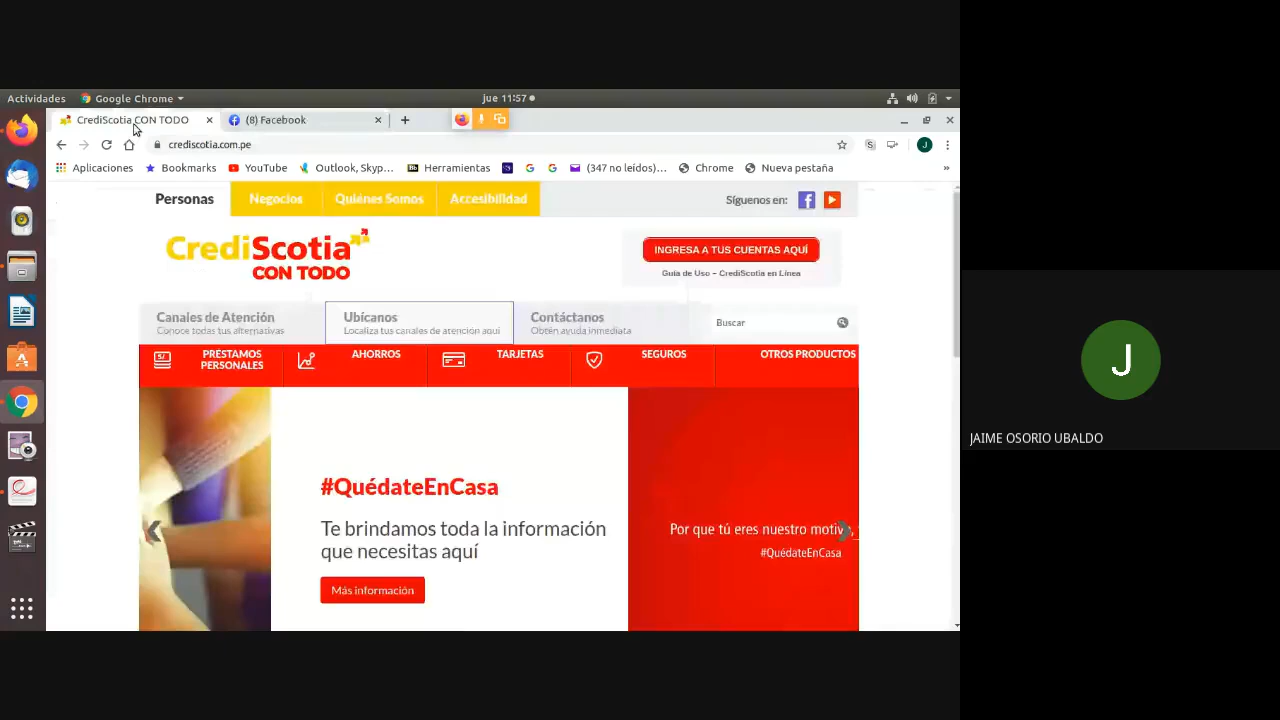 Actividades
Google Chrome
jue 11:57
CrediScotia CON TODO
(8) Facebook
crediscotia.com.pe
J
Aplicaciones
Bookmarks
YouTube
Outlook, Skyp...
Herramientas
(347 no leídos)...
Chrome
Nueva pestaña
»
Personas
Negocios
Quiénes Somos
Accesibilidad
Síguenos en:
CrediScotia
CON TODO
INGRESA A TUS CUENTAS AQUÍ
Guía de Uso – CrediScotia en Línea
Canales de Atención
Conoce todas tus alternativas
Ubícanos
Localiza tus canales de atención aquí
Contáctanos
Obtén ayuda inmediata
Buscar
PRÉSTAMOS
PERSONALES
AHORROS
TARJETAS
SEGUROS
OTROS PRODUCTOS
#QuédateEnCasa
Te brindamos toda la información
que necesitas aquí
Más información
Por que tú eres nuestro motivo,
#QuédateEnCasa
J
JAIME OSORIO UBALDO